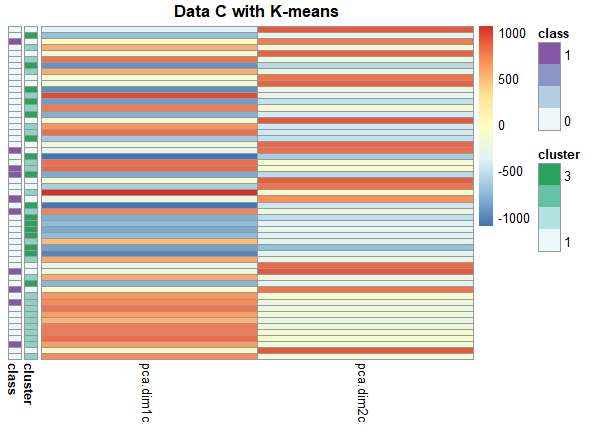 Data C with K-means
1000
500
0
-500
-1000
class
1
0
cluster
3
1
class
cluster
pca.dim1c
pca.dim2c